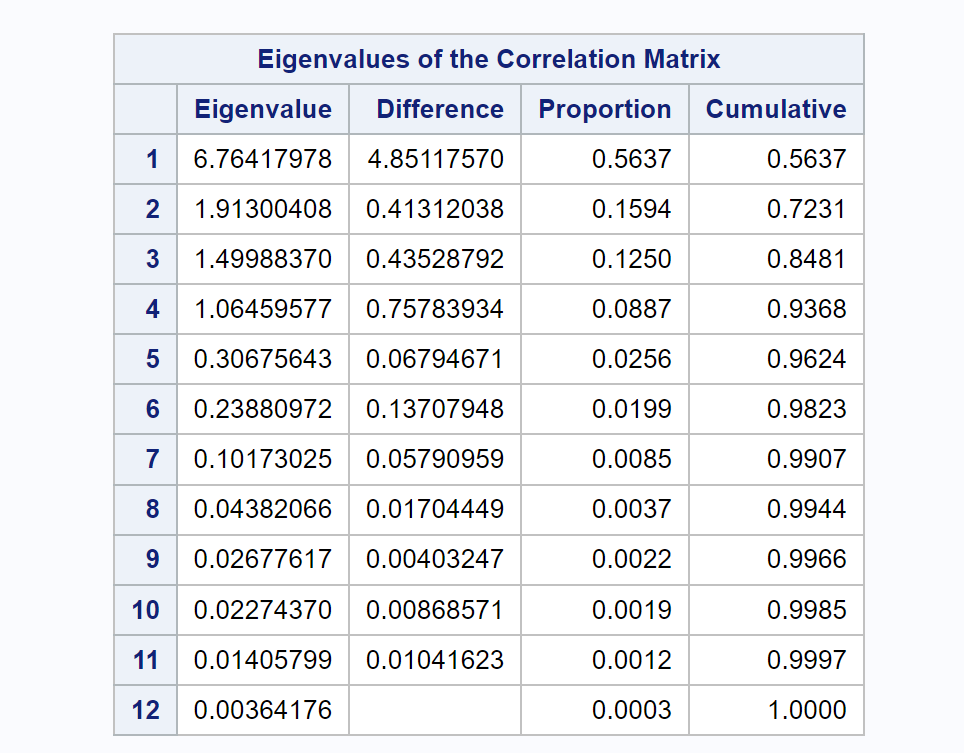 Eigenvalues of the Correlation Matrix
Eigenvalue Difference Proportion Cumulative
1 6.76417978 4.85117570 0.5637 0.5637
2 1.91300408 0.41312038 0.1594 0.7231
3 1.49988370 0.43528792 0.1250 0.8481
4 1.06459577 0.75783934 0.0887 0.9368
5 0.30675643 0.06794671 0.0256 0.9624
6 0.23880972 0.13707948 0.0199 0.9823
7 0.10173025 0.05790959 0.0085 0.9907
8 0.04382066 0.01704449 0.0037 0.9944
9 0.02677617 0.00403247 0.0022 0.9966
10 0.02274370 0.00868571 0.0019 0.9985
11 0.01405799 0.01041623 0.0012 0.9997
12 0.00364176 0.0003 1.0000